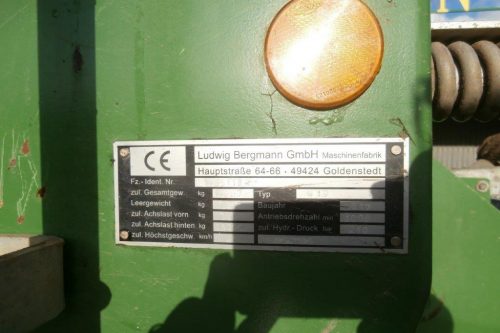 CE
Ludwig Bergmann GmbH Maschinenfabrik
Hauptstraße 64-66 · 49424 Goldenstedt
Fz.- Ident. Nr.
zul. Gesamtgew. kg Typ
Leergewicht kg Baujahr
zul. Achslast vorn kg Antriebsdrehzahl min
zul. Achslast hinten kg zul. Hydr.- Druck bar
zul. Höchstgeschw. km/h
N